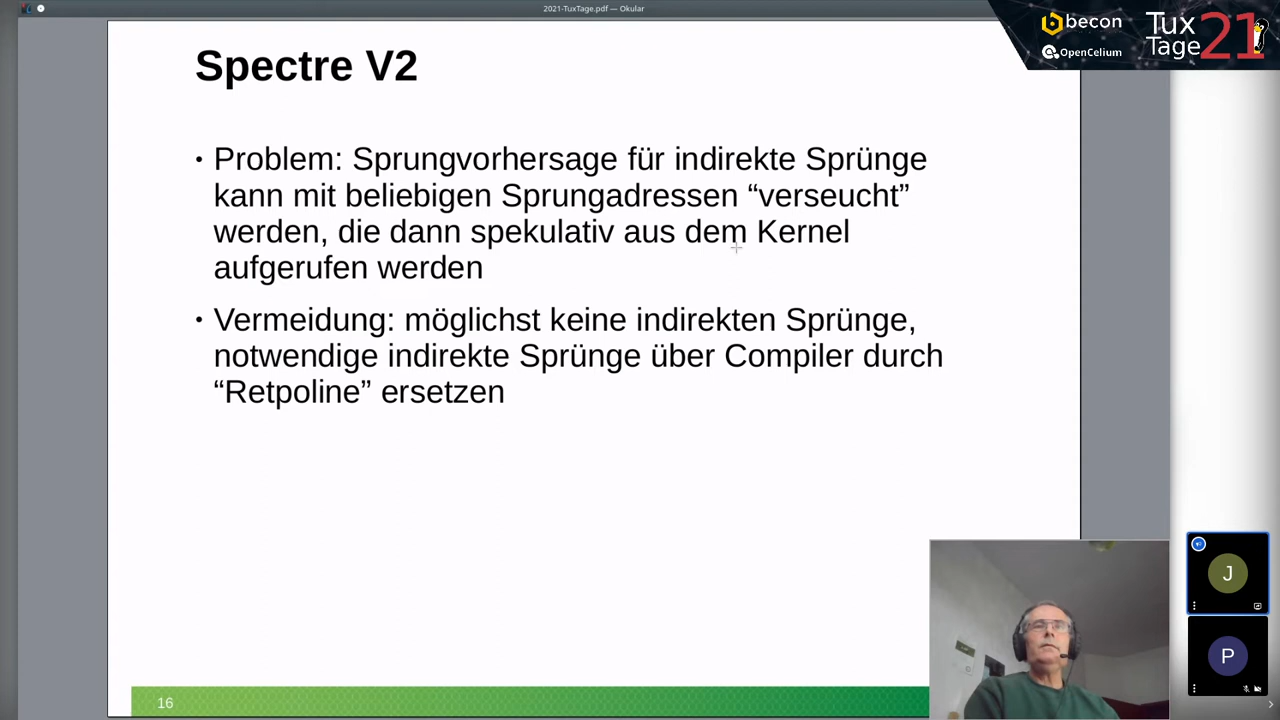 2021-TuxTage.pdf — Okular
becon
OpenCelium
Tux
Tage
21
Spectre V2
• Problem: Sprungvorhersage für indirekte Sprünge
kann mit beliebigen Sprungadressen “verseucht”
werden, die dann spekulativ aus dem Kernel
aufgerufen werden
• Vermeidung: möglichst keine indirekten Sprünge,
notwendige indirekte Sprünge über Compiler durch
“Retpoline” ersetzen
J
P
16